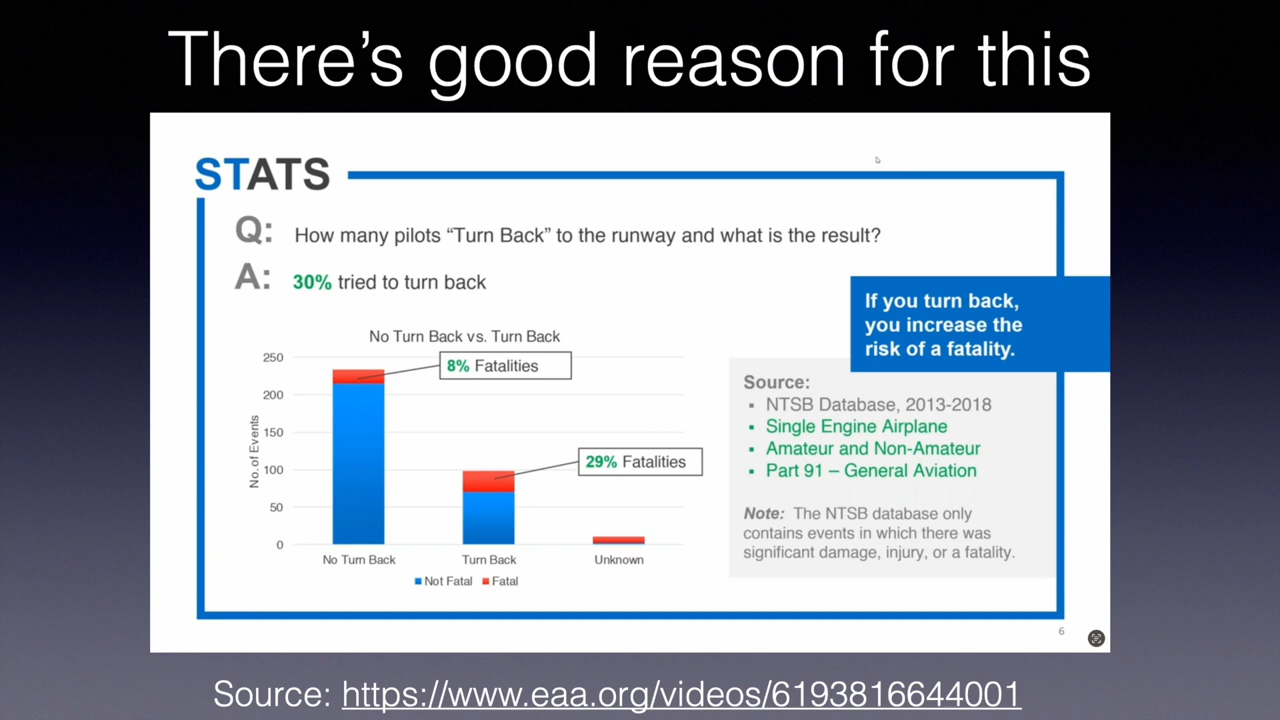 There's good reason for this
STATS
Q: How many pilots “Turn Back” to the runway and what is the result?
A: 30% tried to turn back
If you turn back,
you increase the
risk of a fatality.
No Turn Back vs. Turn Back
250
200
150
100
50
0
No. of Events
8% Fatalities
29% Fatalities
No Turn Back
Turn Back
Unknown
Not Fatal
Fatal
Source:
▪ NTSB Database, 2013-2018
▪ Single Engine Airplane
▪ Amateur and Non-Amateur
▪ Part 91 – General Aviation
Note: The NTSB database only
contains events in which there was
significant damage, injury, or a fatality.
6
Source: https://www.eaa.org/videos/6193816644001